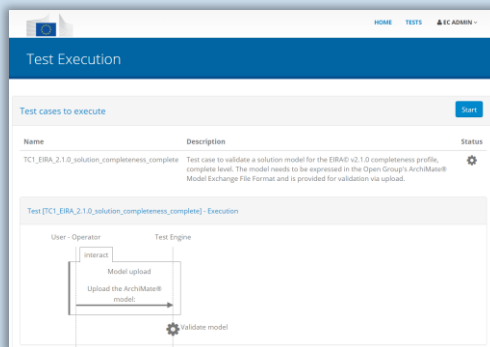 HOME TESTS EC ADMIN
Test Execution
Test cases to execute Start
Name Description Status
TC1_EIRA_2.1.0_solution_completeness_complete Test case to validate a solution model for the EIRA© v2.1.0 completeness profile,
complete level. The model needs to be expressed in the Open Group's ArchiMate®
Model Exchange File Format and is provided for validation via upload.
Test [TC1_EIRA_2.1.0_solution_completeness_complete] - Execution
User - Operator Test Engine
Interact
Model upload
Upload the ArchiMate®
model:
Validate model